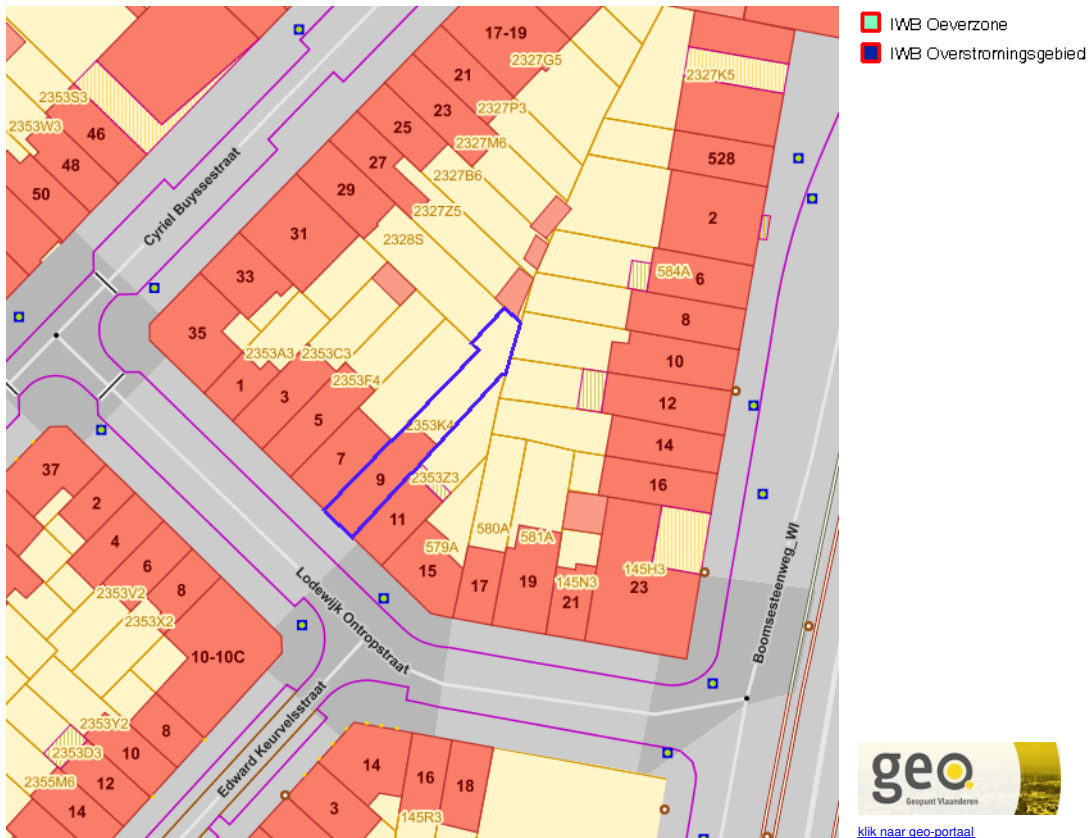 IWB Oeverzone
IWB Overstromingsgebied
17-19
2327G5
21
2327K5
2353S3
23
2327P3
46
25
2353W3
2327M6
48
27
528
2327B6
50
29
Cyriel Buyssestraat
2327Z5
2
31
2328S
584A
33
6
8
35
2353A3
2353C3
10
2353F4
1
3
12
5
2353K4
14
7
37
9
2353Z3
16
2
11
580A
4
581A
579A
6
15
145N3
145H3
17
19
21
23
8
2353V2
Lodewijk Ontropstraat
Boomsesteenweg_WI
2353X2
10-10C
Edward Keurvelsstraat
2353Y2
8
2353D3
10
2355M6
12
14
14
16
18
3
145R3
geo
Geopunt Vlaanderen
klik naar geo-portaal